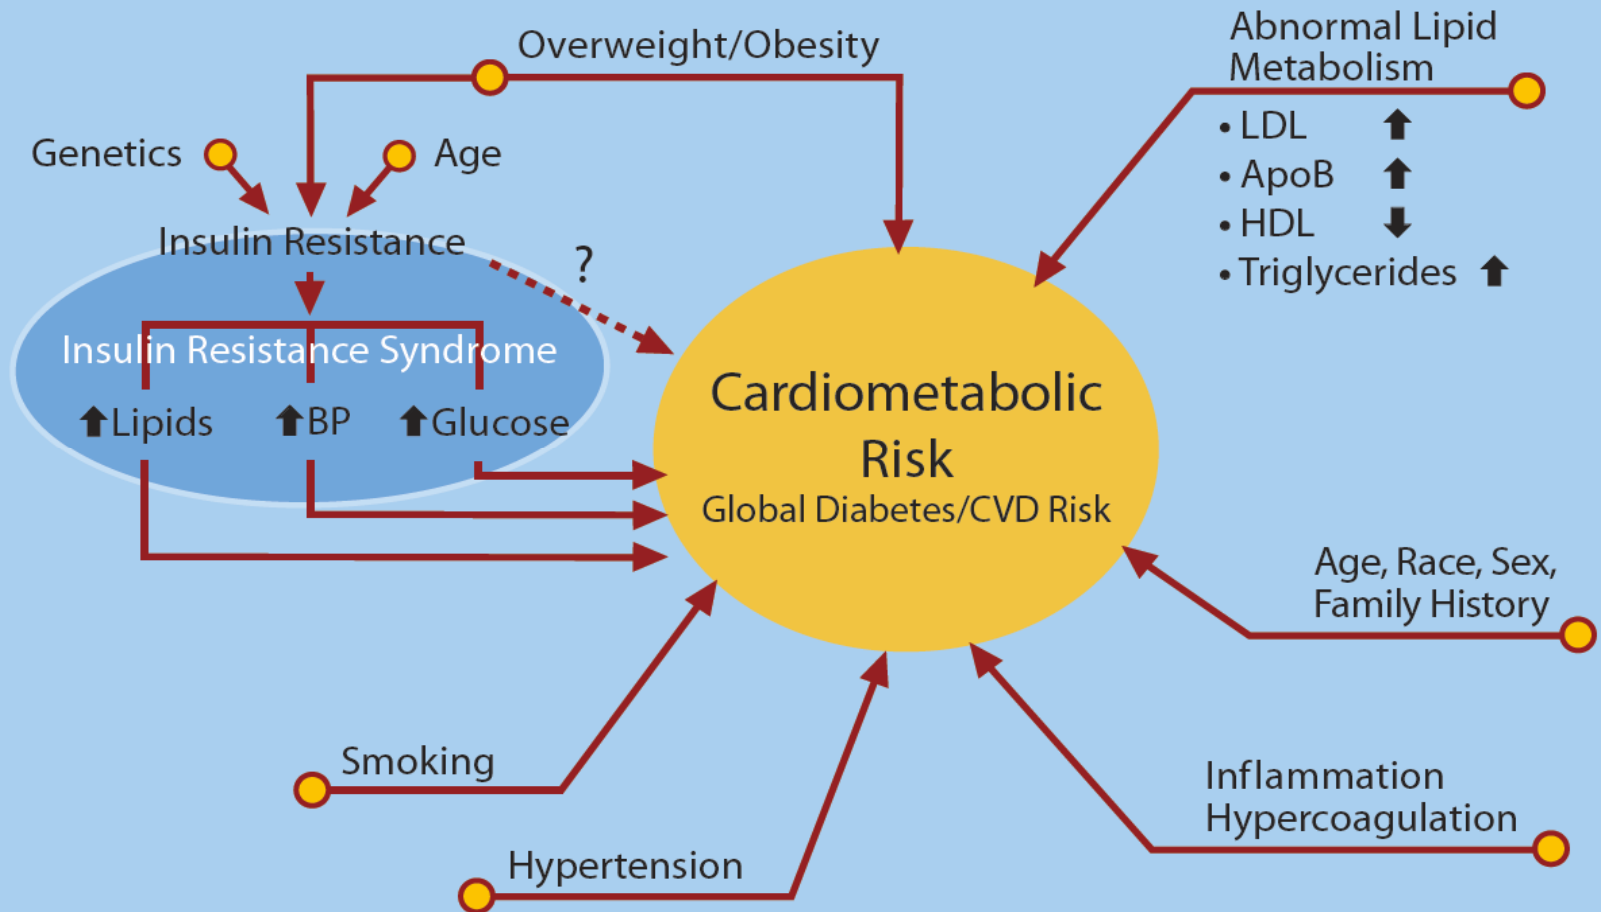 Overweight/Obesity
Abnormal Lipid
Metabolism
• LDL ⬆
• ApoB ⬆
• HDL ⬇
• Triglycerides ⬆
Genetics
Age
Insulin Resistance
?
Insulin Resistance Syndrome
⬆Lipids ⬆BP ⬆Glucose
Cardiometabolic
Risk
Global Diabetes/CVD Risk
Age, Race, Sex,
Family History
Smoking
Inflammation
Hypercoagulation
Hypertension